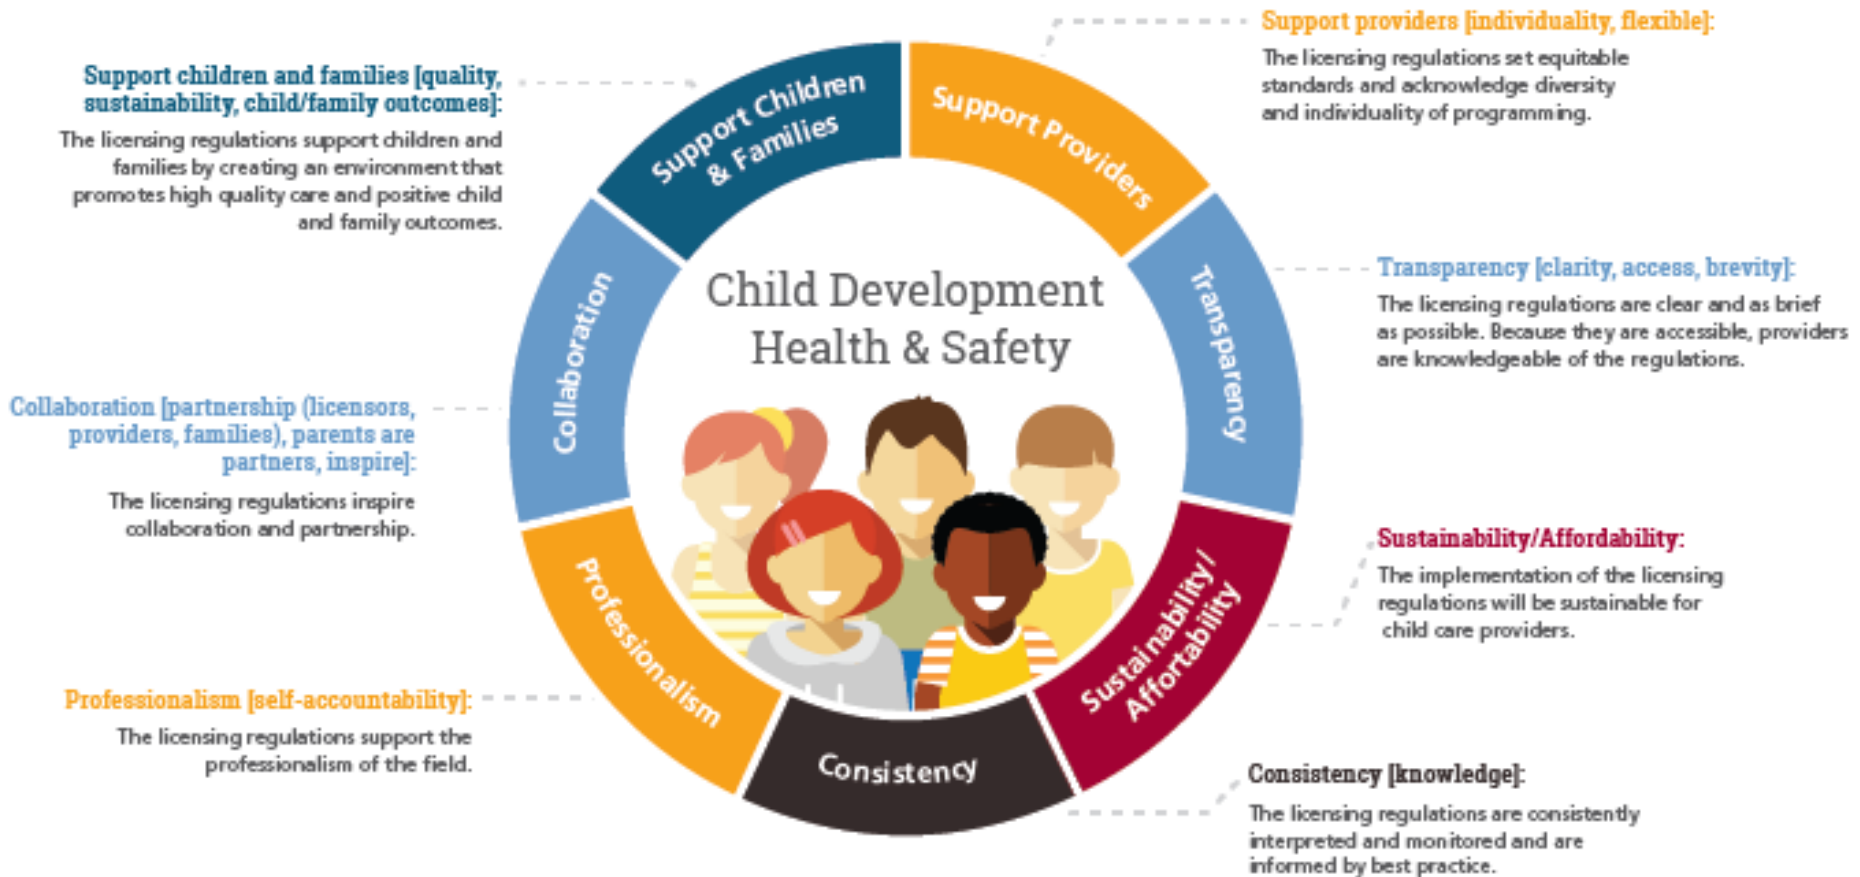 Support children and families [quality,
sustainability, child/family outcomes]:
The licensing regulations support children and
families by creating an environment that
promotes high quality care and positive child
and family outcomes.
Support providers [individuality, flexible]:
The licensing regulations set equitable
standards and acknowledge diversity
and individuality of programming.
Support Children
& Families
Support Providers
Transparency
Sustainability/
Affortability
Consistency
Professionalism
Collaboration
Child Development
Health & Safety
Transparency [clarity, access, brevity]:
The licensing regulations are clear and as brief
as possible. Because they are accessible, providers
are knowledgeable of the regulations.
Collaboration [partnership (licensors,
providers, families), parents are
partners, inspire]:
The licensing regulations inspire
collaboration and partnership.
Sustainability/Affordability:
The implementation of the licensing
regulations will be sustainable for
child care providers.
Professionalism [self-accountability]:
The licensing regulations support the
professionalism of the field.
Consistency [knowledge]:
The licensing regulations are consistently
interpreted and monitored and are
informed by best practice.